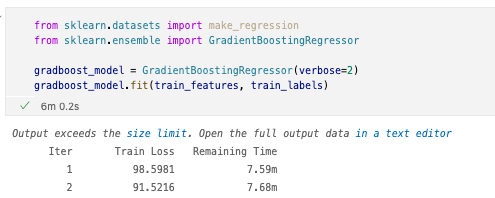 from sklearn.datasets import make_regression
from sklearn.ensemble import GradientBoostingRegressor
gradboost_model = GradientBoostingRegressor(verbose=2)
gradboost_model.fit(train_features, train_labels)
✓ 6m 0.2s
Output exceeds the size limit. Open the full output data in a text editor
Iter Train Loss Remaining Time
1 98.5981 7.59m
2 91.5216 7.68m